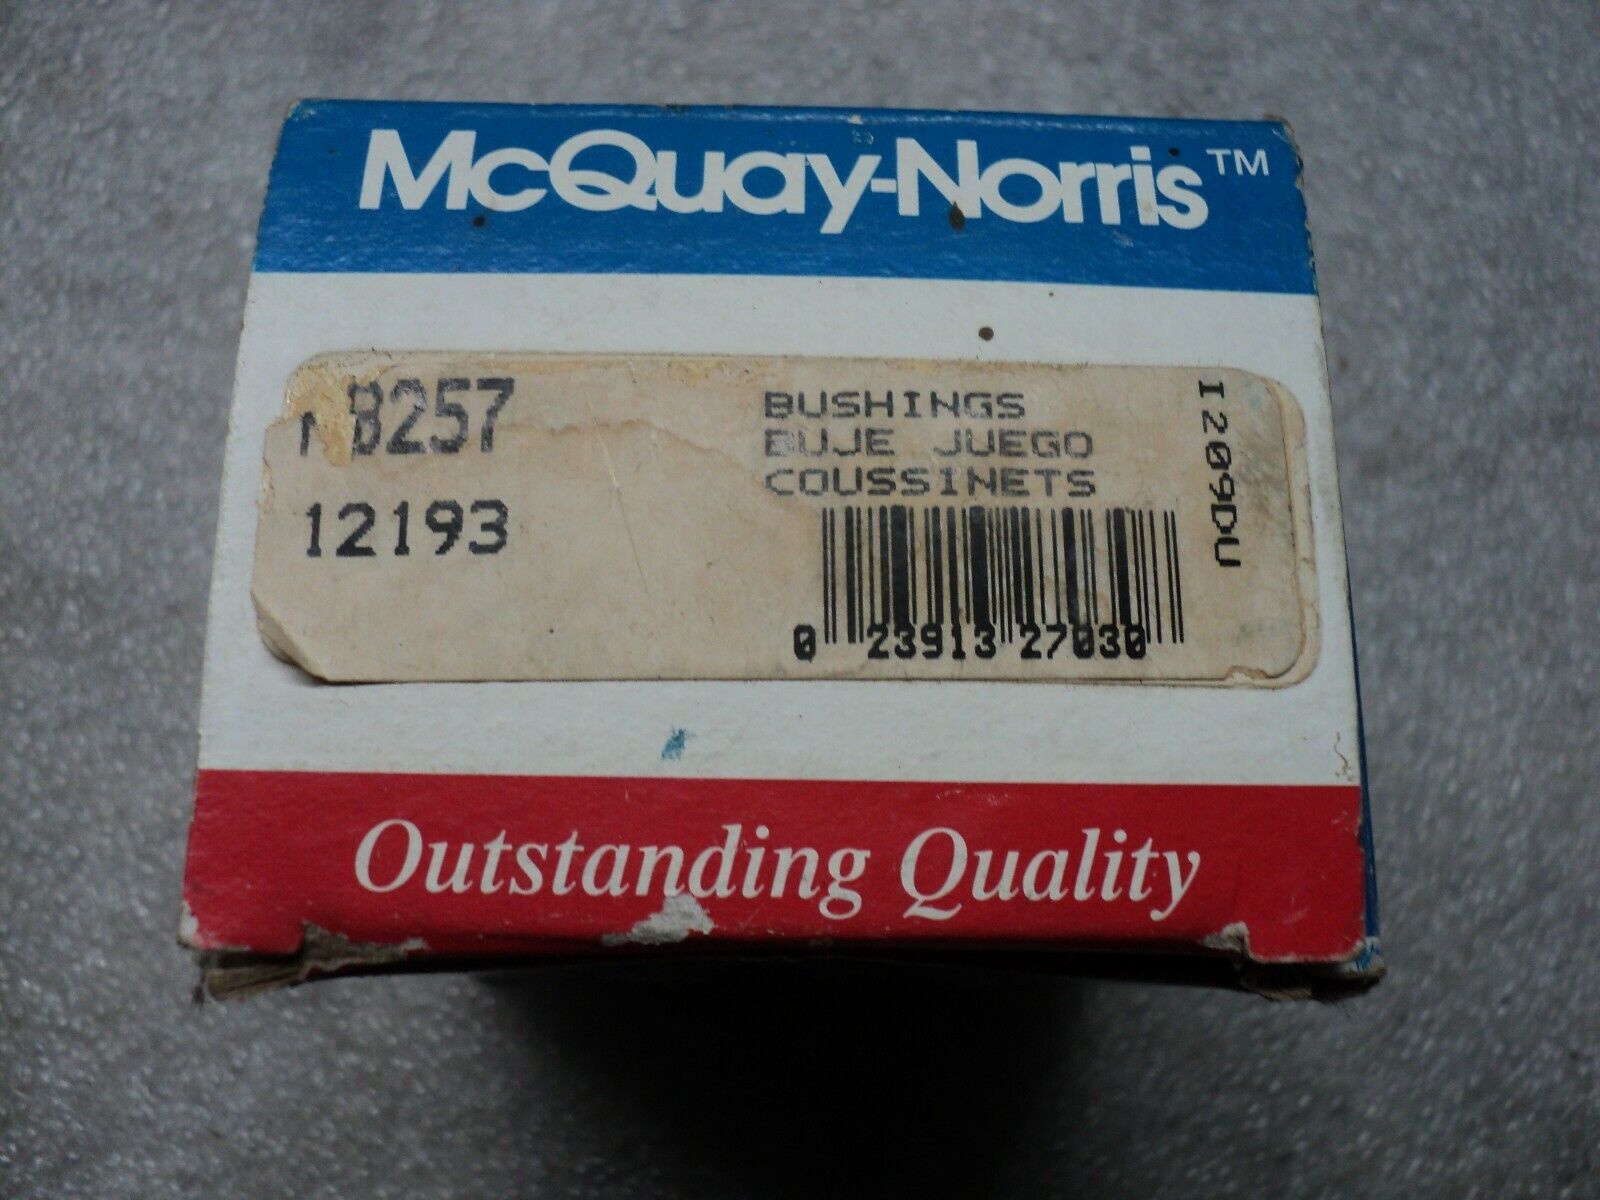 McQuay-Norris™
B257
BUSHINGS
BUJE JUEGO
COUSSINETS
12193
I209DU
0 23913 27030
Outstanding Quality